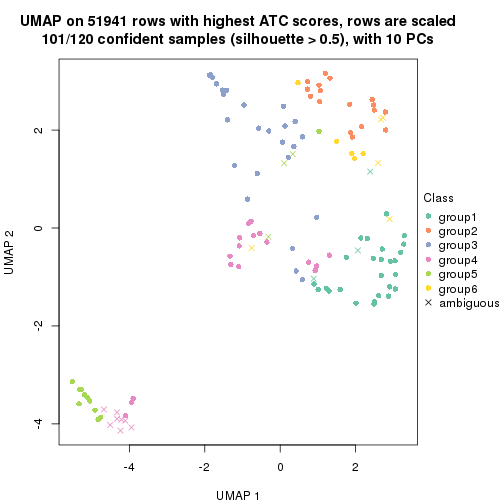 UMAP on 51941 rows with highest ATC scores, rows are scaled
101/120 confident samples (silhouette > 0.5), with 10 PCs
2
0
-2
-4
UMAP 2
-4
-2
0
2
UMAP 1
Class
group1
group2
group3
group4
group5
group6
ambiguous